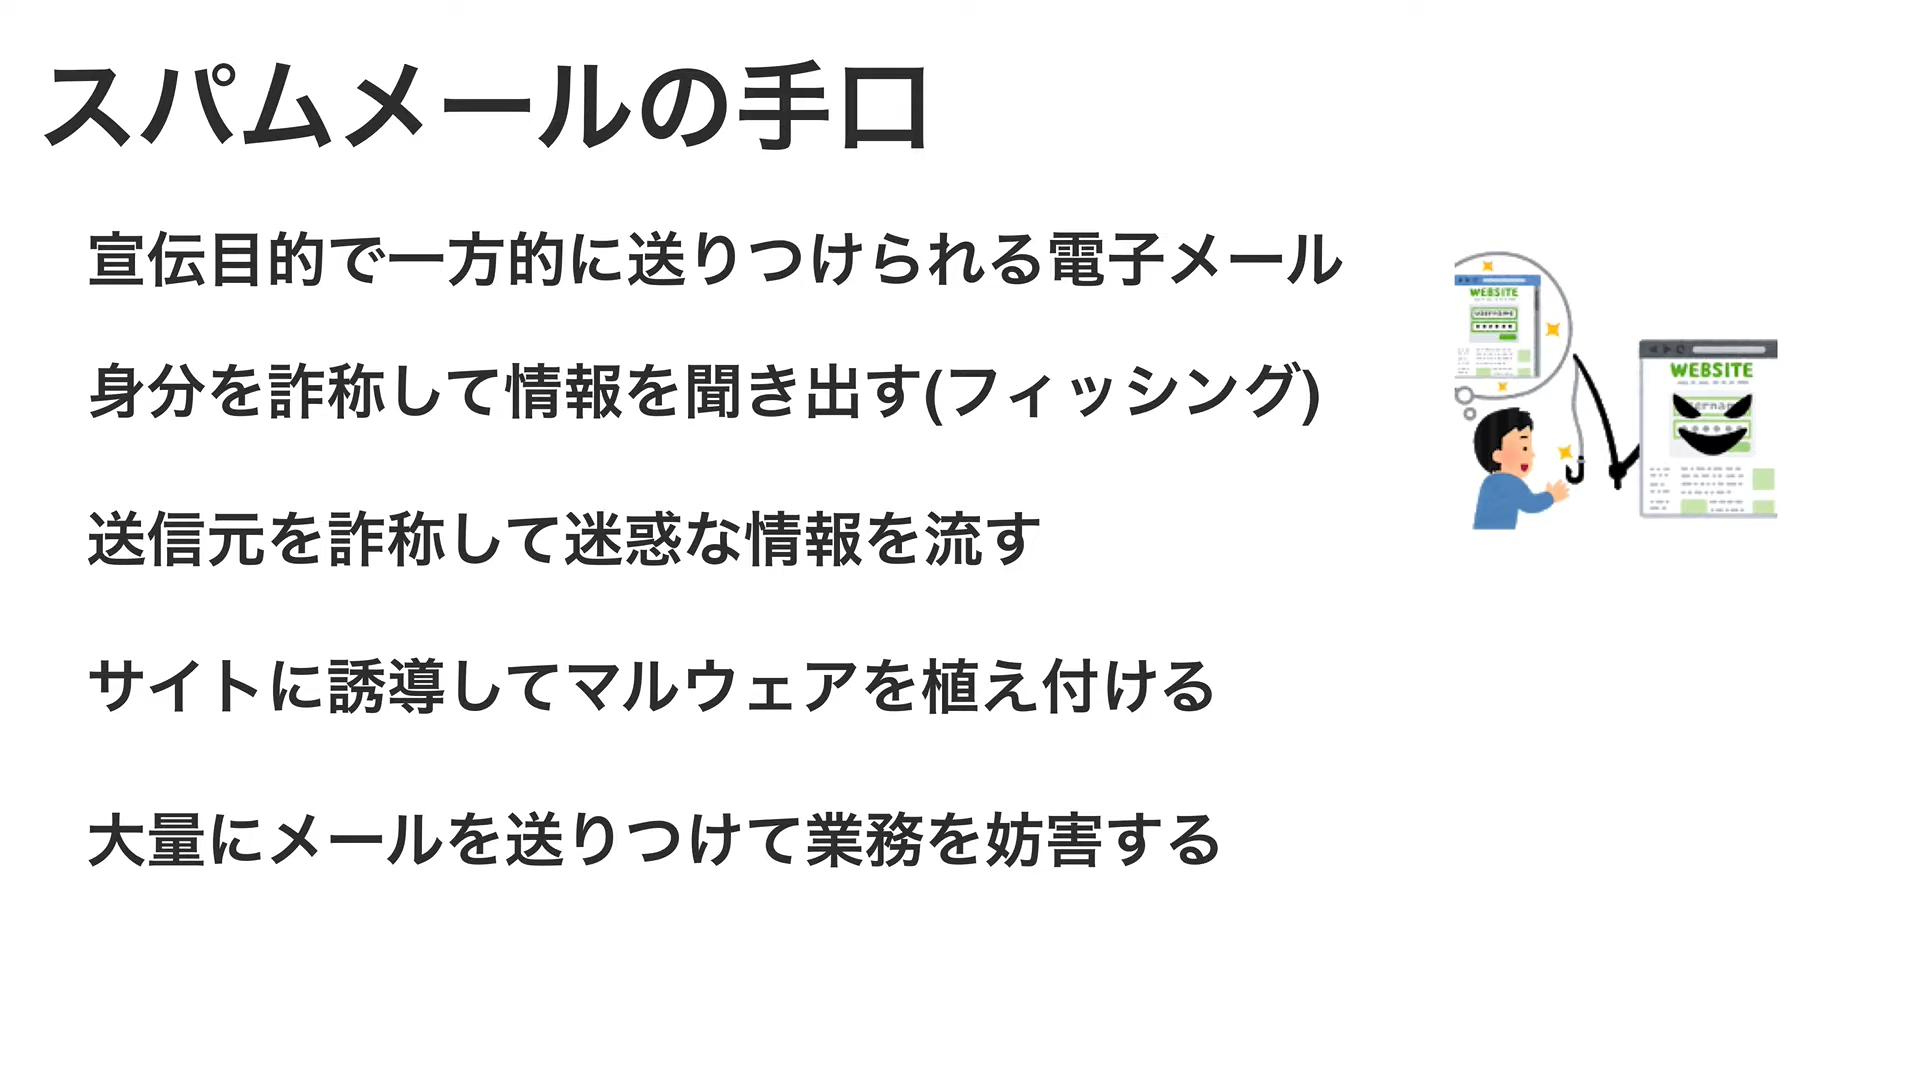 スパムメールの手口
宣伝目的で一方的に送りつけられる電子メール
身分を詐称して情報を聞き出す(フィッシング)
送信元を詐称して迷惑な情報を流す
サイトに誘導してマルウェアを植え付ける
大量にメールを送りつけて業務を妨害する
WEBSITE
username
WEBSITE